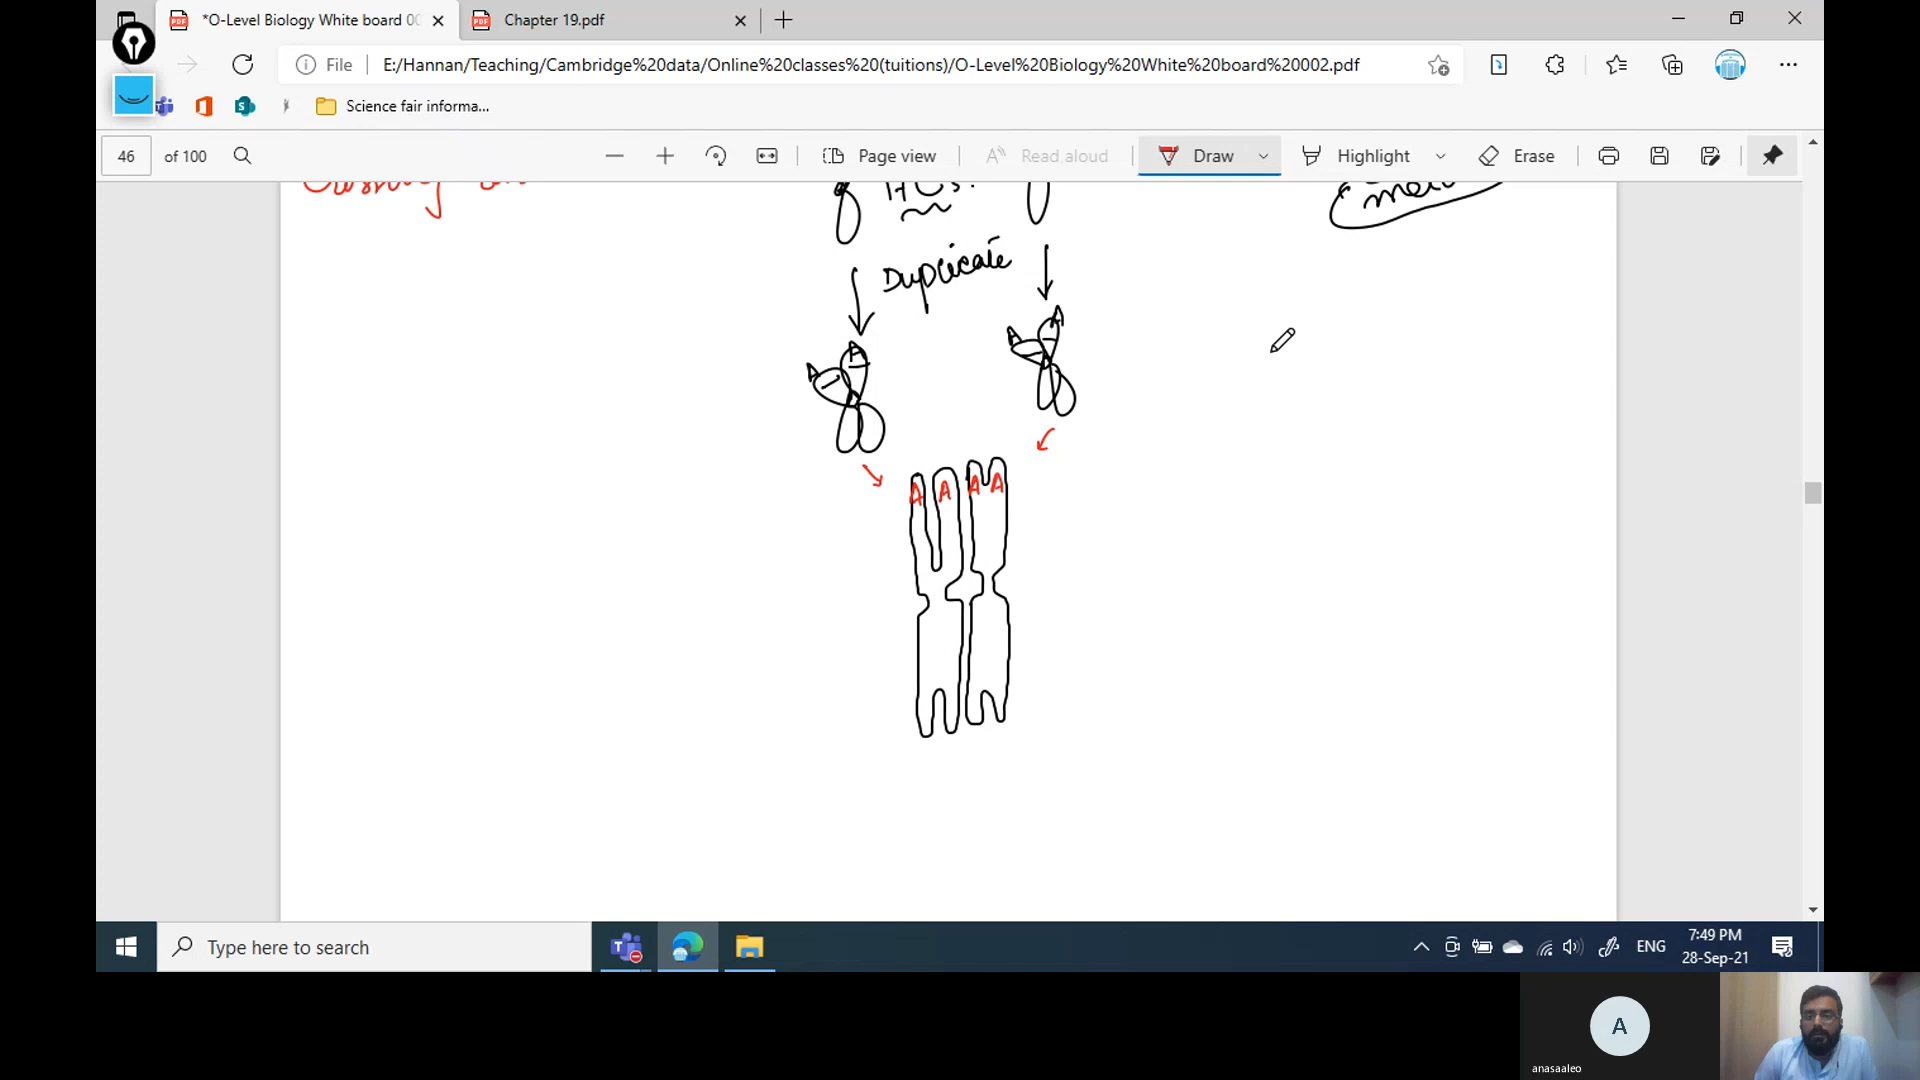 *O-Level Biology White board 00
Chapter 19.pdf
File
E:/Hannan/Teaching/Cambridge%20data/Online%20classes%20(tuitions)/O-Level%20Biology%20White%20board%20002.pdf
Science fair informa...
46 of 100
Page view
Read aloud
Draw
Highlight
Erase
HCs.
Duplicate
A A
A A
A A A A
Type here to search
ENG
7:49 PM
28-Sep-21
A
anasaaleo